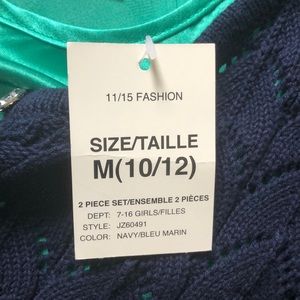 11/15 FASHION
SIZE/TAILLE
M(10/12)
2 PIECE SET/ENSEMBLE 2 PIÈCES
DEPT: 7-16 GIRLS/FILLES
STYLE: JZ60491
COLOR: NAVY/BLEU MARIN